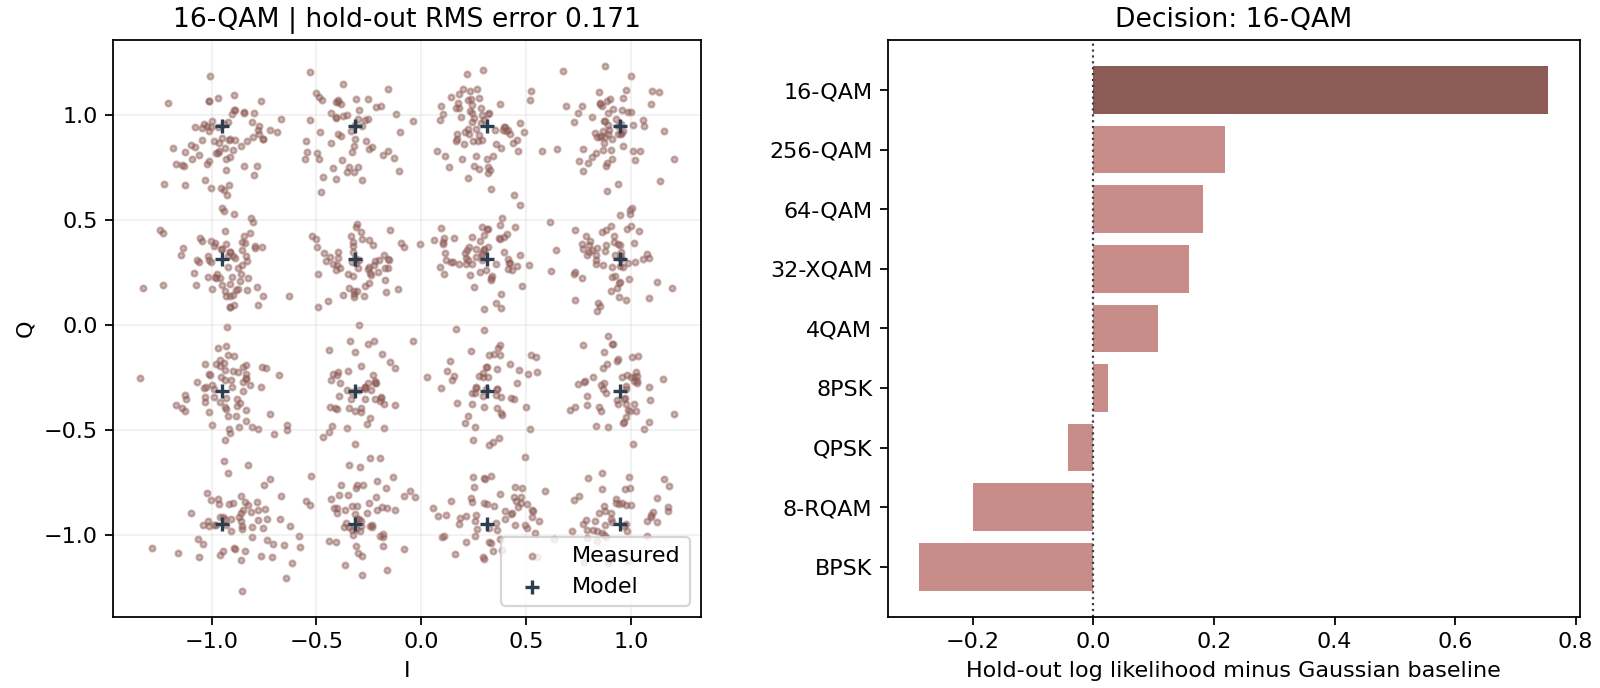 16-QAM | hold-out RMS error 0.171
1.0
0.5
0.0
−0.5
−1.0
Q
−1.0
−0.5
0.0
0.5
1.0
I
Measured
Model
Decision: 16-QAM
16-QAM
256-QAM
64-QAM
32-XQAM
4QAM
8PSK
QPSK
8-RQAM
BPSK
−0.2
0.0
0.2
0.4
0.6
0.8
Hold-out log likelihood minus Gaussian baseline